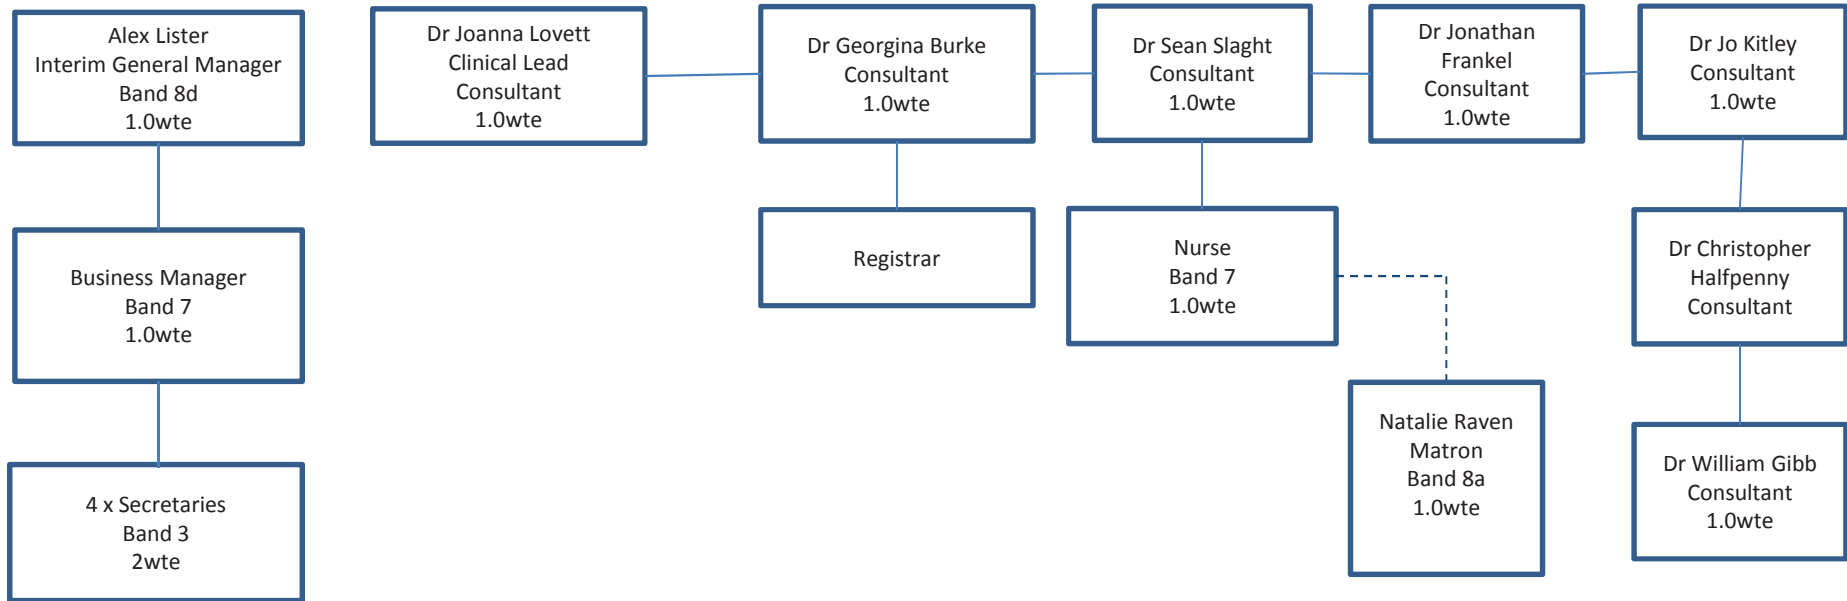 Alex Lister
Interim General Manager
Band 8d
1.0wte
Dr Joanna Lovett
Clinical Lead
Consultant
1.0wte
Dr Georgina Burke
Consultant
1.0wte
Dr Sean Slaght
Consultant
1.0wte
Dr Jonathan
Frankel
Consultant
1.0wte
Dr Jo Kitley
Consultant
1.0wte
Business Manager
Band 7
1.0wte
Registrar
Nurse
Band 7
1.0wte
Dr Christopher
Halfpenny
Consultant
4 x Secretaries
Band 3
2wte
Natalie Raven
Matron
Band 8a
1.0wte
Dr William Gibb
Consultant
1.0wte